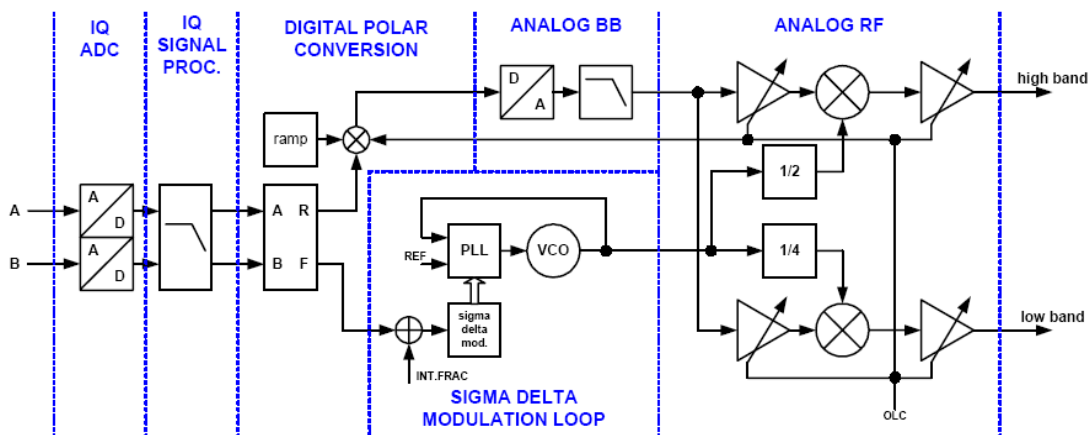 IQ
ADC
IQ
SIGNAL
PROC.
DIGITAL POLAR
CONVERSION
ANALOG BB
ANALOG RF
D
A
high band
ramp
1/2
A
A
D
A R
B
A
D
B F
REF
PLL
VCO
1/4
sigma
delta
mod.
low band
INT.FRAC
SIGMA DELTA
MODULATION LOOP
OLC